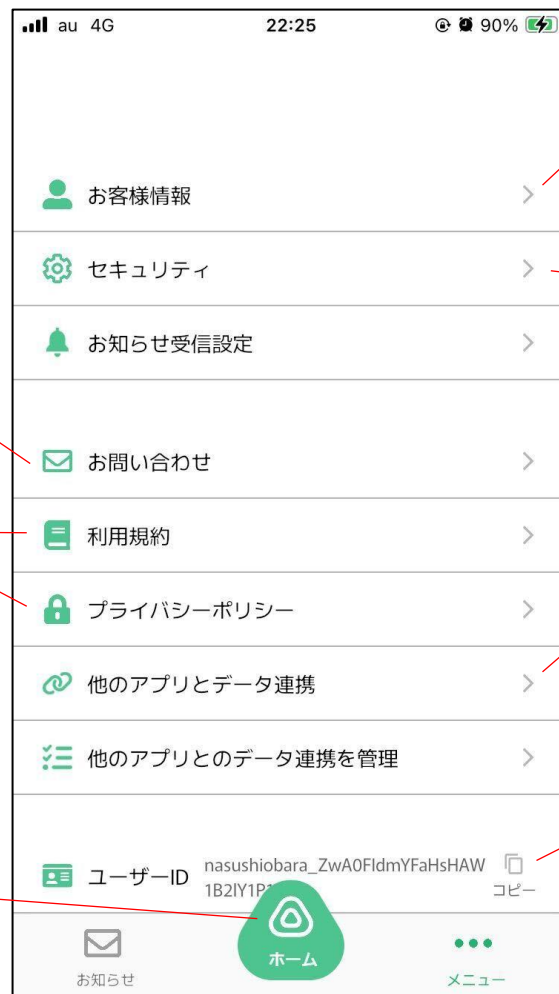 au 4G 22:25 90%
お客様情報
セキュリティ
お知らせ受信設定
お問い合わせ
利用規約
プライバシーポリシー
他のアプリとデータ連携
他のアプリとのデータ連携を管理
ユーザーID nasushiobara_ZwA0FIdmYFaHsHAW
コピー
お知らせ
ホーム
メニュー